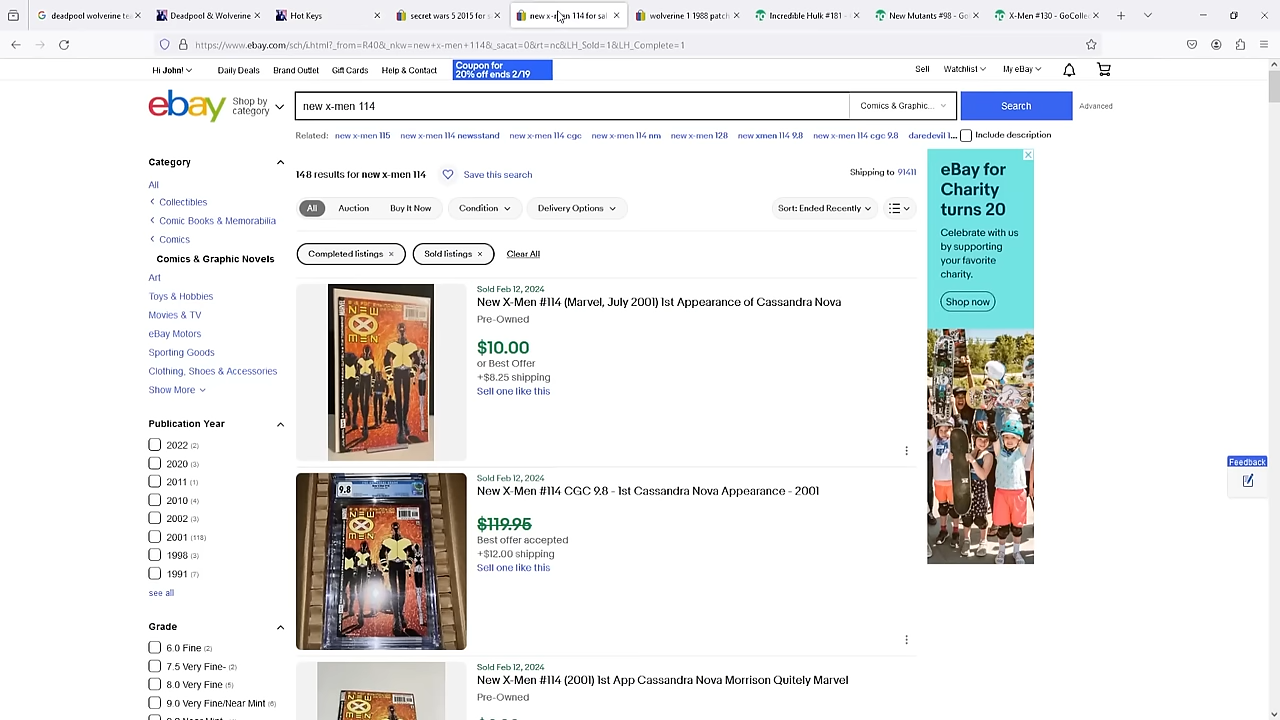 deadpool wolverine tea
Deadpool & Wolverine
Hot Keys
secret wars 5 2015 for s
new x-men 114 for sal
wolverine 1 1988 patch
Incredible Hulk #181 -
New Mutants #98 - Go
X-Men #130 - GoCollec
https://www.ebay.com/sch/i.html?_from=R40&_nkw=new+x-men+114&_sacat=0&rt=nc&LH_Sold=1&LH_Complete=1
Hi John!
Daily Deals
Brand Outlet
Gift Cards
Help & Contact
Coupon for
20% off ends 2/19
Sell
Watchlist
My eBay
ebay
Shop by
category
new x-men 114
Comics & Graphic...
Search
Advanced
Related: new x-men 115 new x-men 114 newsstand new x-men 114 cgc new x-men 114 nm new x-men 128 new xmen 114 9.8 new x-men 114 cgc 9.8 daredevil 1...
Include description
Category
All
Collectibles
Comic Books & Memorabilia
Comics
Comics & Graphic Novels
Art
Toys & Hobbies
Movies & TV
eBay Motors
Sporting Goods
Clothing, Shoes & Accessories
Show More
Publication Year
2022 (2)
2020 (3)
2011 (1)
2010 (4)
2002 (3)
2001 (118)
1998 (3)
1991 (7)
see all
Grade
6.0 Fine (2)
7.5 Very Fine- (2)
8.0 Very Fine (5)
9.0 Very Fine/Near Mint (6)
148 results for new x-men 114
Save this search
Shipping to 91411
All
Auction
Buy It Now
Condition
Delivery Options
Sort: Ended Recently
Completed listings
Sold listings
Clear All
NEW
X
MEN
Sold Feb 12, 2024
New X-Men #114 (Marvel, July 2001) 1st Appearance of Cassandra Nova
Pre-Owned
$10.00
or Best Offer
+$8.25 shipping
Sell one like this
9.8
NEW
X
MEN
Sold Feb 12, 2024
New X-Men #114 CGC 9.8 - 1st Cassandra Nova Appearance - 2001
$119.95
Best offer accepted
+$12.00 shipping
Sell one like this
Sold Feb 12, 2024
New X-Men #114 (2001) 1st App Cassandra Nova Morrison Quitely Marvel
Pre-Owned
eBay for
Charity
turns 20
Celebrate with us
by supporting
your favorite
charity.
Shop now
Feedback